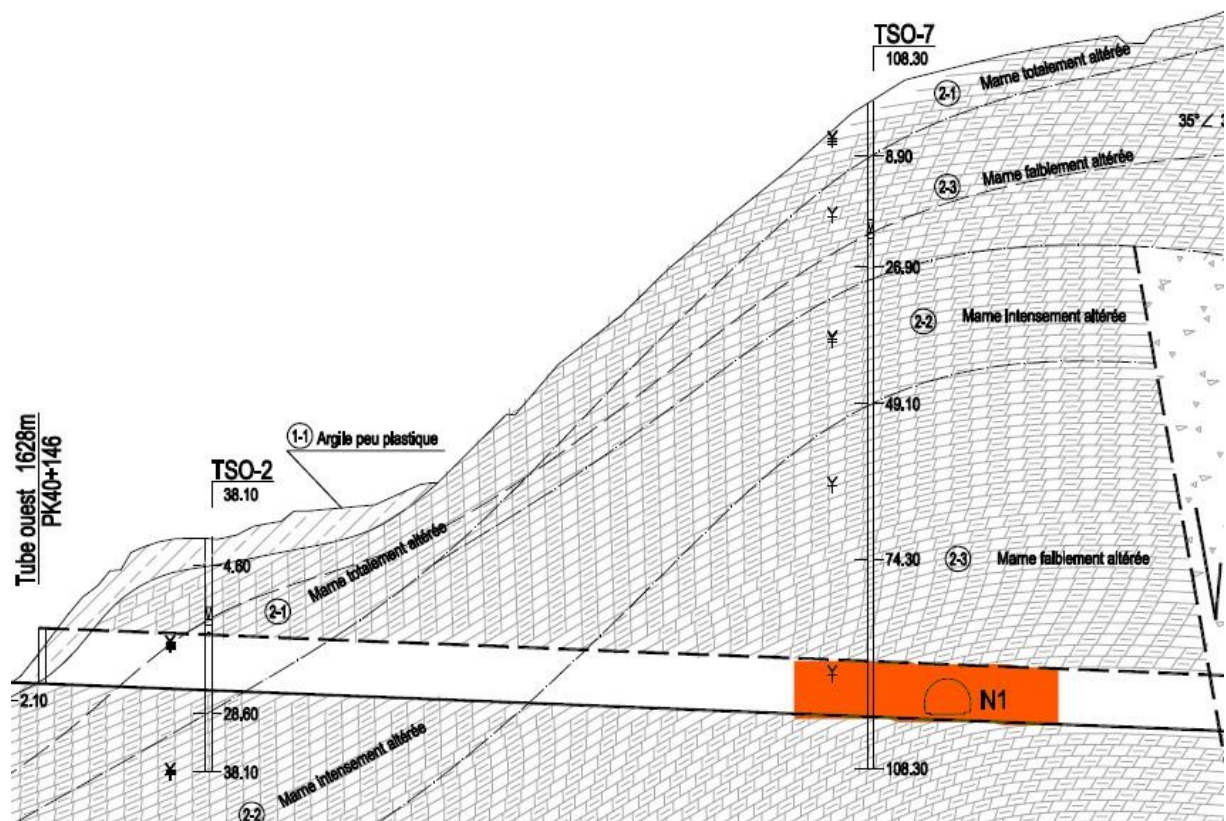 TSO-7
108.30
2-1 Marne totalement altérée
35°∠ 3
8.90
2-3 Marne faiblement altérée
26.90
2-2 Marne intensement altérée
49.10
1-1 Argile peu plastique
Tube ouest 1628m
PK40+146
TSO-2
38.10
4.60
74.30
2-3 Marne faiblement altérée
2-1 Marne totalement altérée
2.10
N1
28.60
38.10
108.30
2-2 Marne intensement altérée